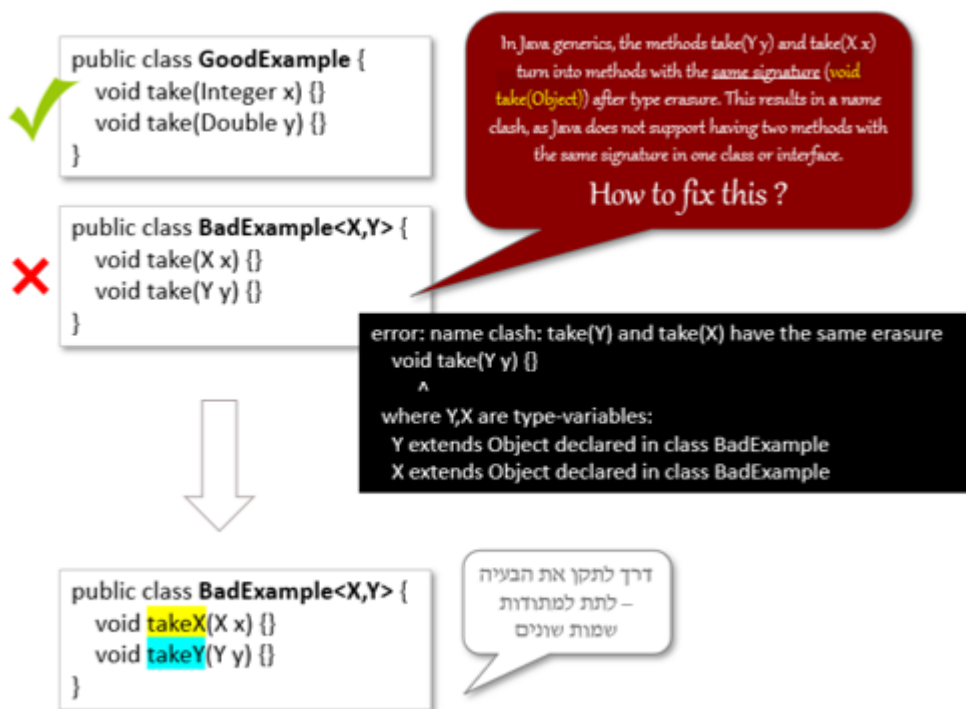 public class GoodExample {
void take(Integer x) {}
void take(Double y) {}
}
In Java generics, the methods take(Y y) and take(X x)
turn into methods with the same signature (void
take(Object)) after type erasure. This results in a name
clash, as Java does not support having two methods with
the same signature in one class or interface.
How to fix this ?
public class BadExample<X,Y> {
void take(X x) {}
void take(Y y) {}
}
error: name clash: take(Y) and take(X) have the same erasure
void take(Y y) {}
^
where Y,X are type-variables:
Y extends Object declared in class BadExample
X extends Object declared in class BadExample
public class BadExample<X,Y> {
void takeX(X x) {}
void takeY(Y y) {}
}
דרך לתקן את הבעיה
– לתת למתודות
שמות שונים